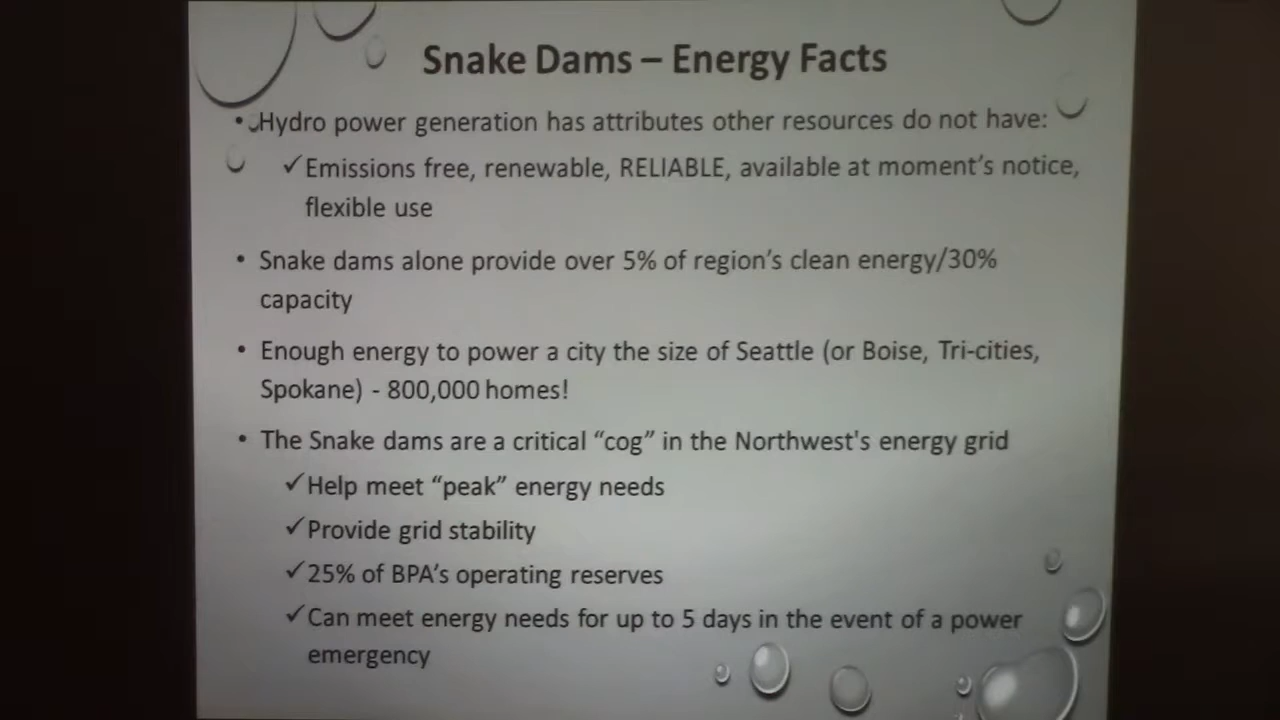 Snake Dams – Energy Facts
• Hydro power generation has attributes other resources do not have:
✓Emissions free, renewable, RELIABLE, available at moment’s notice,
flexible use
• Snake dams alone provide over 5% of region’s clean energy/30%
capacity
• Enough energy to power a city the size of Seattle (or Boise, Tri-cities,
Spokane) - 800,000 homes!
• The Snake dams are a critical “cog” in the Northwest's energy grid
✓Help meet “peak” energy needs
✓Provide grid stability
✓25% of BPA’s operating reserves
✓Can meet energy needs for up to 5 days in the event of a power
emergency